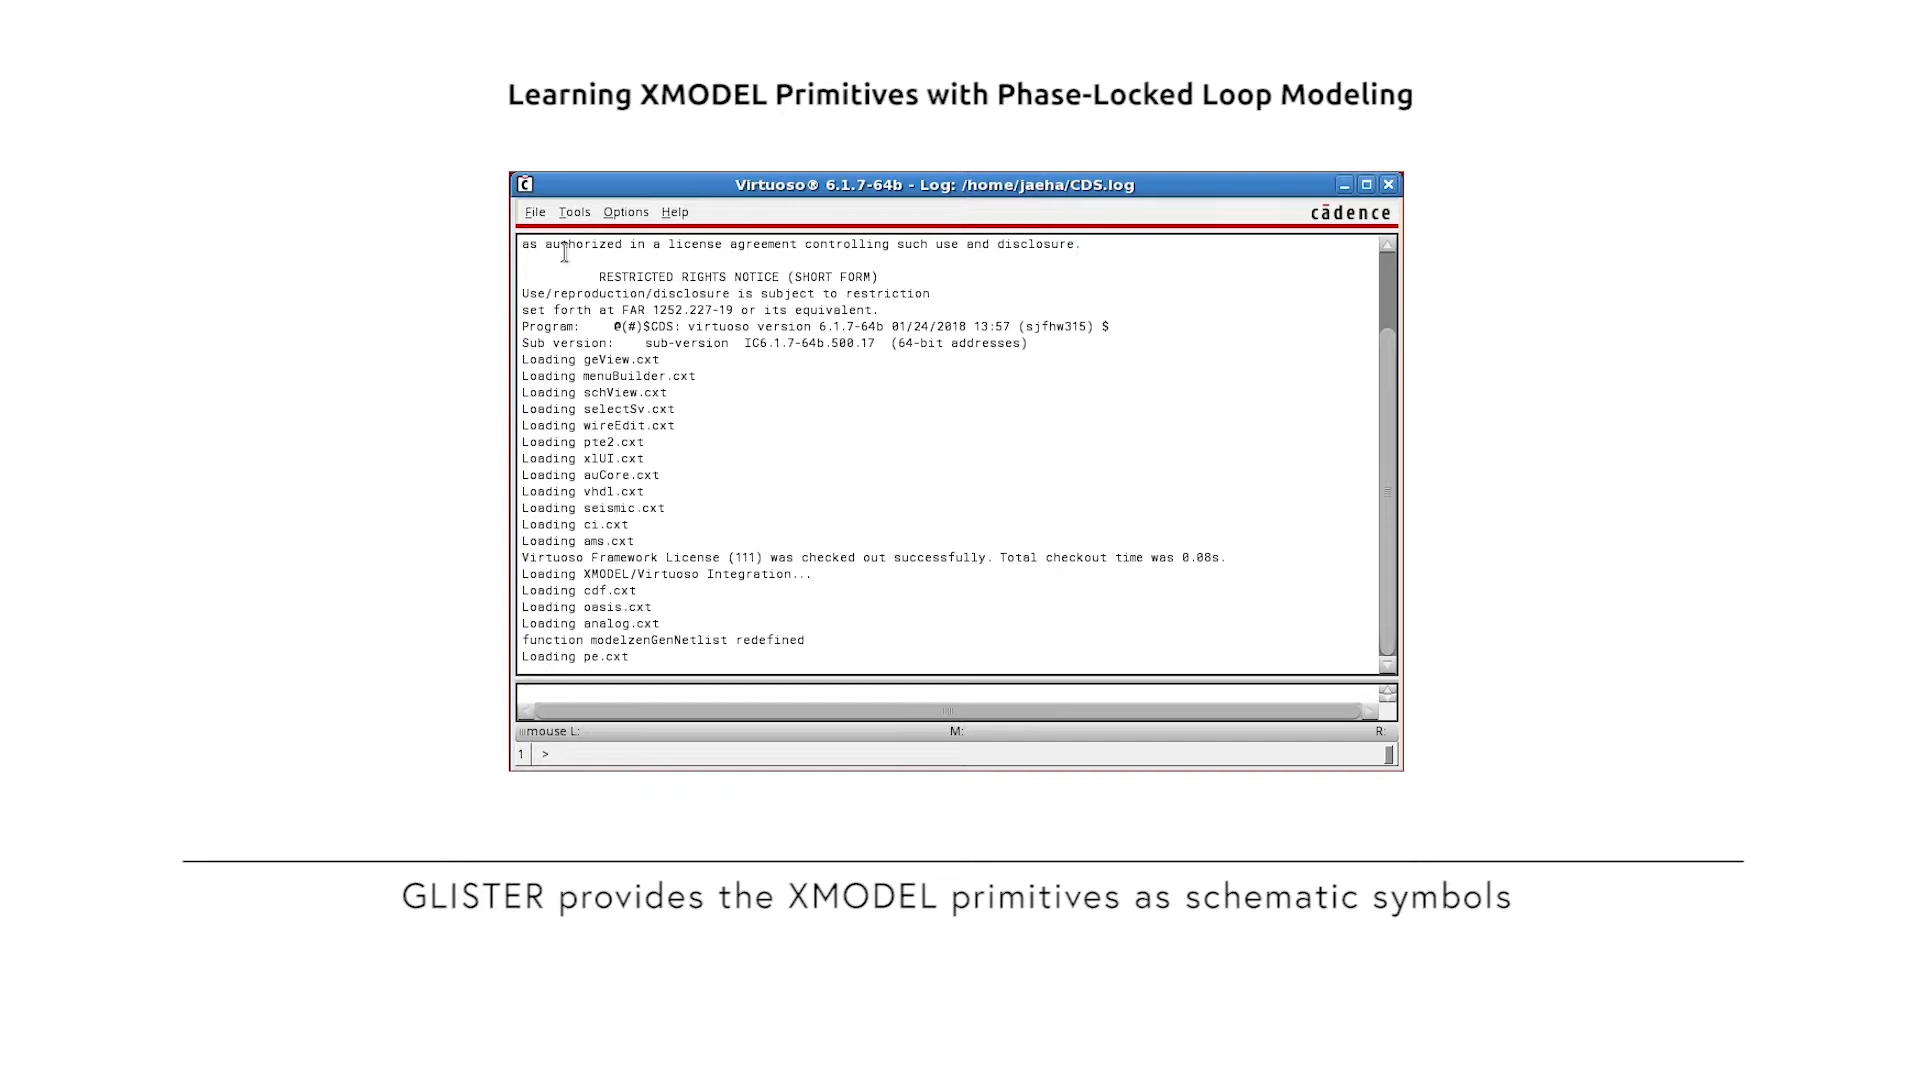 Learning XMODEL Primitives with Phase-Locked Loop Modeling
Virtuoso® 6.1.7-64b - Log: /home/jaeha/CDS.log
File Tools Options Help cādence
as authorized in a license agreement controlling such use and disclosure.
RESTRICTED RIGHTS NOTICE (SHORT FORM)
Use/reproduction/disclosure is subject to restriction
set forth at FAR 1252.227-19 or its equivalent.
Program: @(#)$CDS: virtuoso version 6.1.7-64b 01/24/2018 13:57 (sjfhw315) $
Sub version: sub-version IC6.1.7-64b.500.17 (64-bit addresses)
Loading geView.cxt
Loading menuBuilder.cxt
Loading schView.cxt
Loading selectSv.cxt
Loading wireEdit.cxt
Loading pte2.cxt
Loading xlUI.cxt
Loading auCore.cxt
Loading vhdl.cxt
Loading seismic.cxt
Loading ci.cxt
Loading ams.cxt
Virtuoso Framework License (111) was checked out successfully. Total checkout time was 0.08s.
Loading XMODEL/Virtuoso Integration...
Loading cdf.cxt
Loading oasis.cxt
Loading analog.cxt
function modelzenGenNetlist redefined
Loading pe.cxt
mouse L: M: R:
1 >
GLISTER provides the XMODEL primitives as schematic symbols